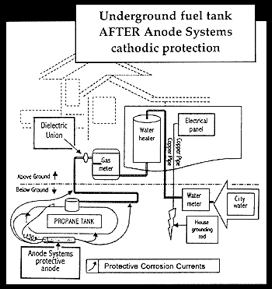 Underground fuel tank
AFTER Anode Systems
cathodic protection
Dielectric
Union
Gas
meter
Water
heater
Copper Pipe
Copper Pipe
Electrical
panel
Above Ground
Below Ground
PROPANE TANK
Water
meter
City
water
House
grounding
rod
Anode Systems
protective
anode
Protective Corrosion Currents